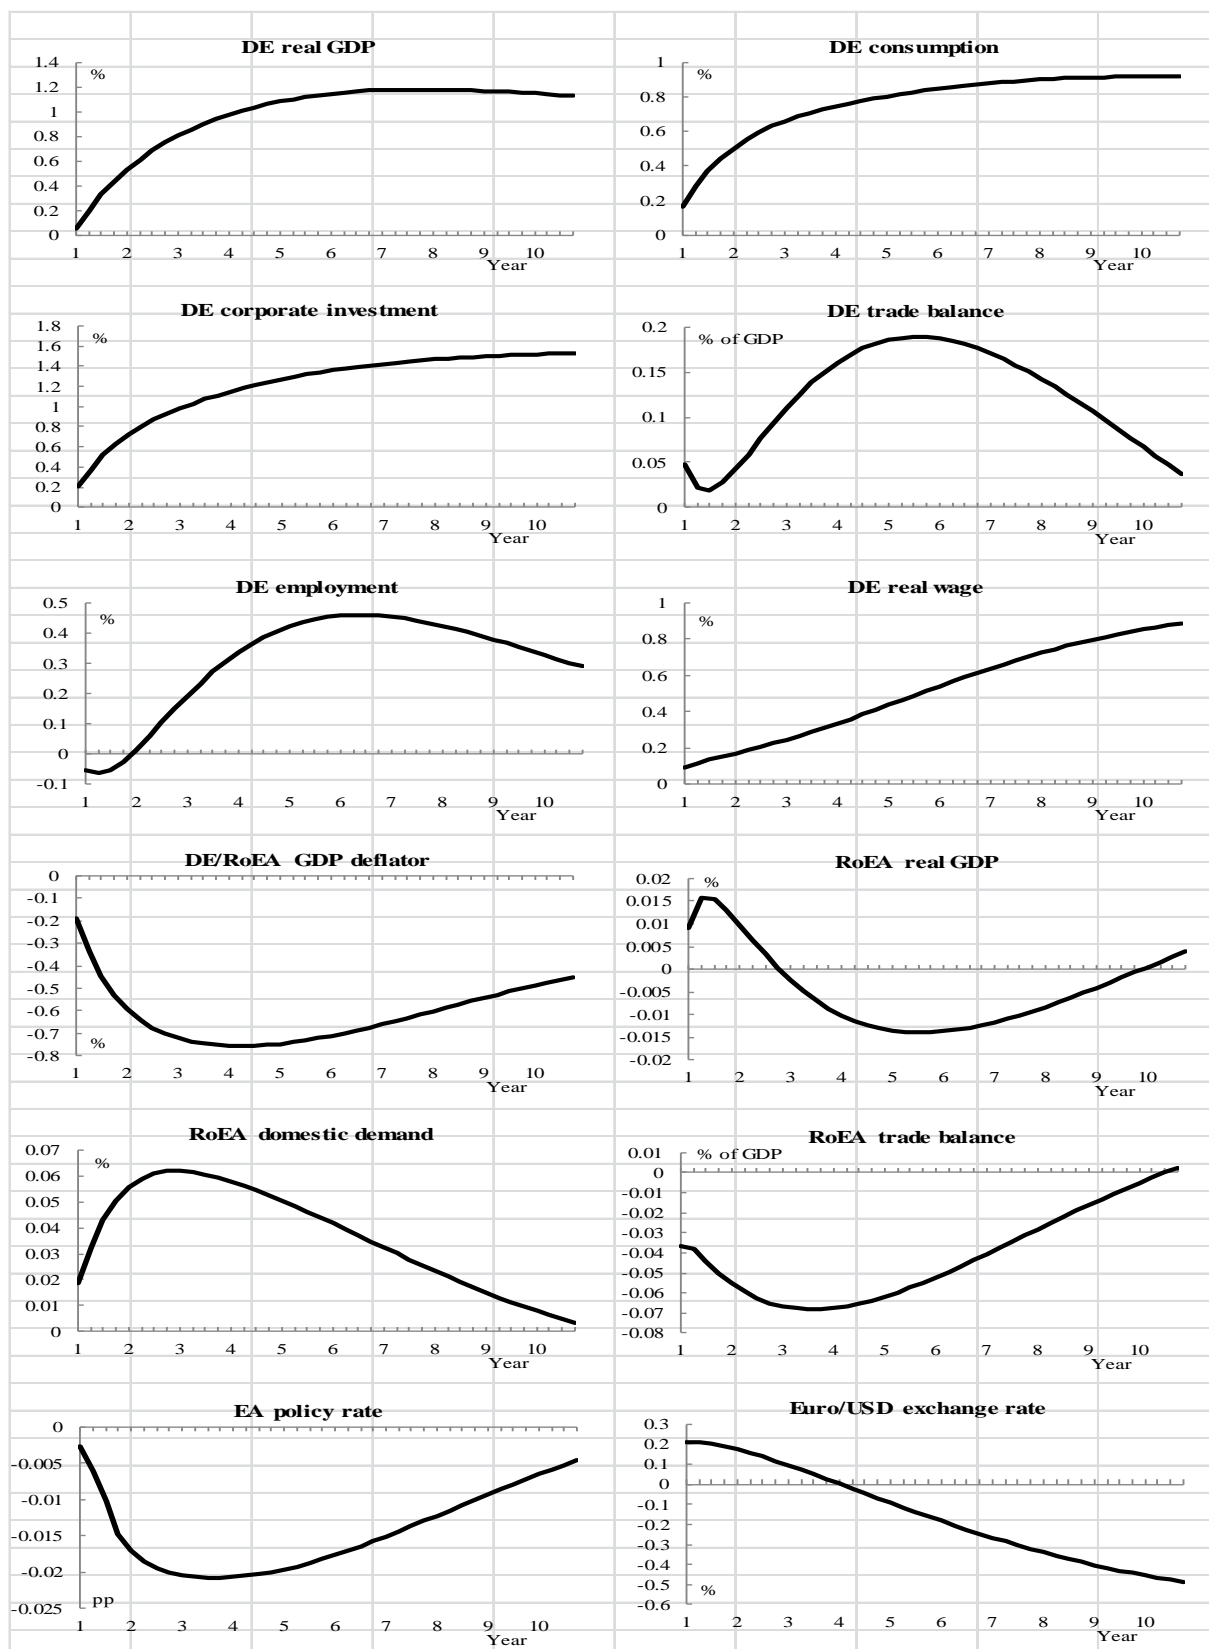 DE real GDP
%
1.4
1.2
1
0.8
0.6
0.4
0.2
0
1 2 3 4 5 6 7 8 9 10
Year
DE consumption
%
1
0.8
0.6
0.4
0.2
0
1 2 3 4 5 6 7 8 9 10
Year
DE corporate investment
%
1.8
1.6
1.4
1.2
1
0.8
0.6
0.4
0.2
0
1 2 3 4 5 6 7 8 9 10
Year
DE trade balance
% of GDP
0.2
0.15
0.1
0.05
0
1 2 3 4 5 6 7 8 9 10
Year
DE employment
%
0.5
0.4
0.3
0.2
0.1
0
-0.1
1 2 3 4 5 6 7 8 9 10
Year
DE real wage
%
1
0.8
0.6
0.4
0.2
0
1 2 3 4 5 6 7 8 9 10
Year
DE/RoEA GDP deflator
0
-0.1
-0.2
-0.3
-0.4
-0.5
-0.6
-0.7
-0.8
%
1 2 3 4 5 6 7 8 9 10
Year
RoEA real GDP
%
0.02
0.015
0.01
0.005
0
-0.005
-0.01
-0.015
-0.02
1 2 3 4 5 6 7 8 9 10
Year
RoEA domestic demand
%
0.07
0.06
0.05
0.04
0.03
0.02
0.01
0
1 2 3 4 5 6 7 8 9 10
Year
RoEA trade balance
% of GDP
0.01
0
-0.01
-0.02
-0.03
-0.04
-0.05
-0.06
-0.07
-0.08
1 2 3 4 5 6 7 8 9 10
Year
EA policy rate
0
-0.005
-0.01
-0.015
-0.02
-0.025
pp
1 2 3 4 5 6 7 8 9 10
Year
Euro/USD exchange rate
0.3
0.2
0.1
0
-0.1
-0.2
-0.3
-0.4
-0.5
-0.6
%
1 2 3 4 5 6 7 8 9 10
Year